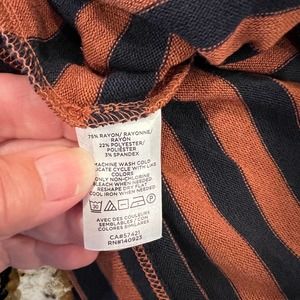 75% RAYON/ RAYONNE/
RAYON
22% POLYESTER/
POLIÉSTER
3% SPANDEX
MACHINE WASH COLD
DELICATE CYCLE WITH LIKE
COLORS
ONLY NON-CHLORINE
BLEACH WHEN NEEDED
RESHAPE DRY FLAT
COOL IRON WHEN NEEDED
AVEC DES COULEURS
SEMBLABLES / CON
COLORES SIMILARES
CA#57421
RN#140923